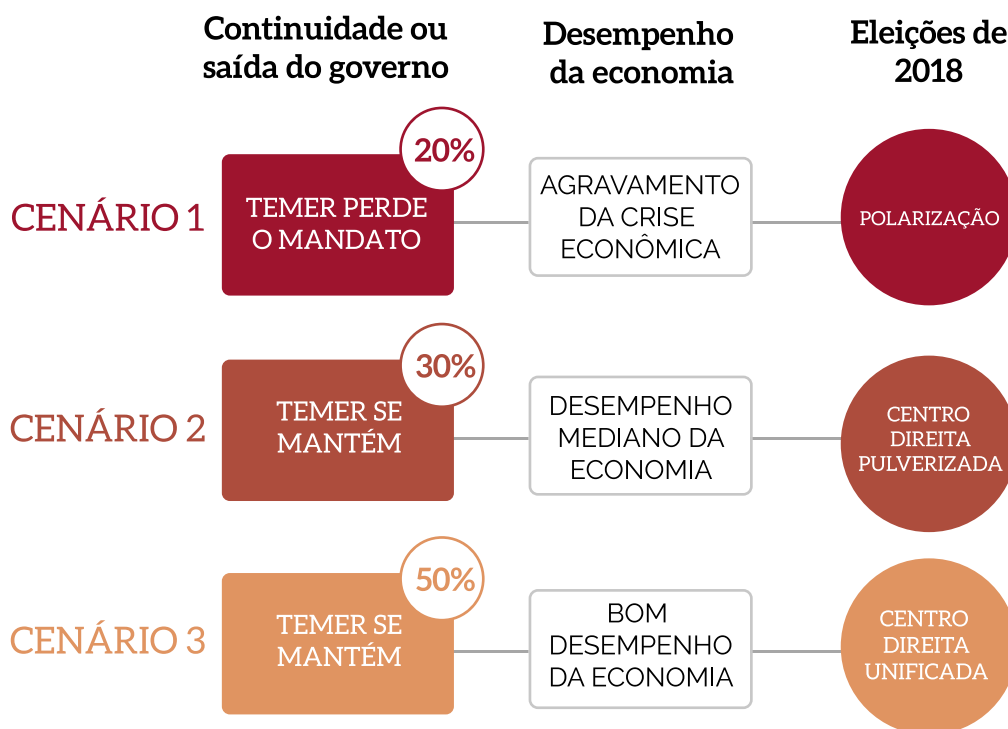 Continuidade ou
saída do governo
Desempenho
da economia
Eleições de
2018
CENÁRIO 1
20%
TEMER PERDE
O MANDATO
AGRAVAMENTO
DA CRISE
ECONÔMICA
POLARIZAÇÃO
CENÁRIO 2
30%
TEMER SE
MANTÉM
DESEMPENHO
MEDIANO DA
ECONOMIA
CENTRO
DIREITA
PULVERIZADA
CENÁRIO 3
50%
TEMER SE
MANTÉM
BOM
DESEMPENHO
DA ECONOMIA
CENTRO
DIREITA
UNIFICADA